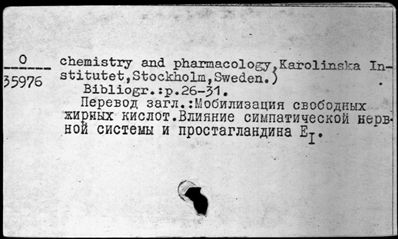 O chemistry and pharmacology,Karolinska In-
35976 stitutet,Stockholm,Sweden.)
Bibliogr.:p.26-31.
Перевод загл.:Мобилизация свободных
жирных кислот.Влияние симпатической нерв-
ной системы и простагландина E₁.